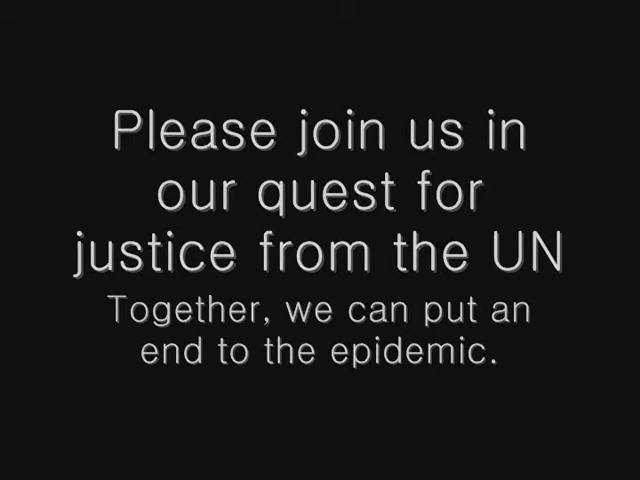 Please join us in
our quest for
justice from the UN
Together, we can put an
end to the epidemic.